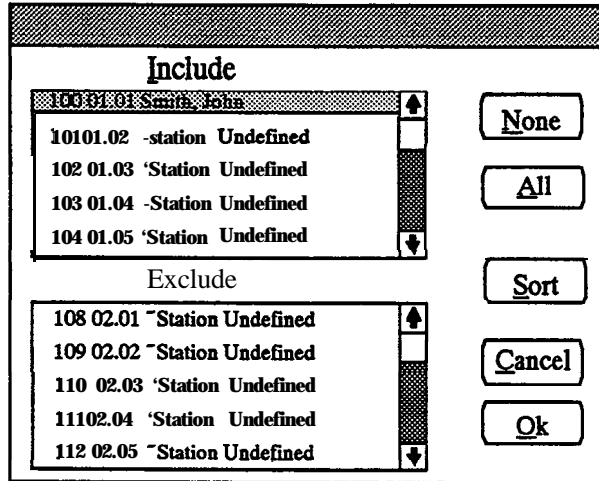 Include
100 01.01 Smith, John
10101.02 -station Undefined
102 01.03 ‘Station Undefined
103 01.04 -Station Undefined
104 01.05 ‘Station Undefined
Exclude
108 02.01 ~Station Undefined
109 02.02 ~Station Undefined
110 02.03 ‘Station Undefined
11102.04 ‘Station Undefined
112 02.05 ~Station Undefined
None
All
Sort
Cancel
Ok